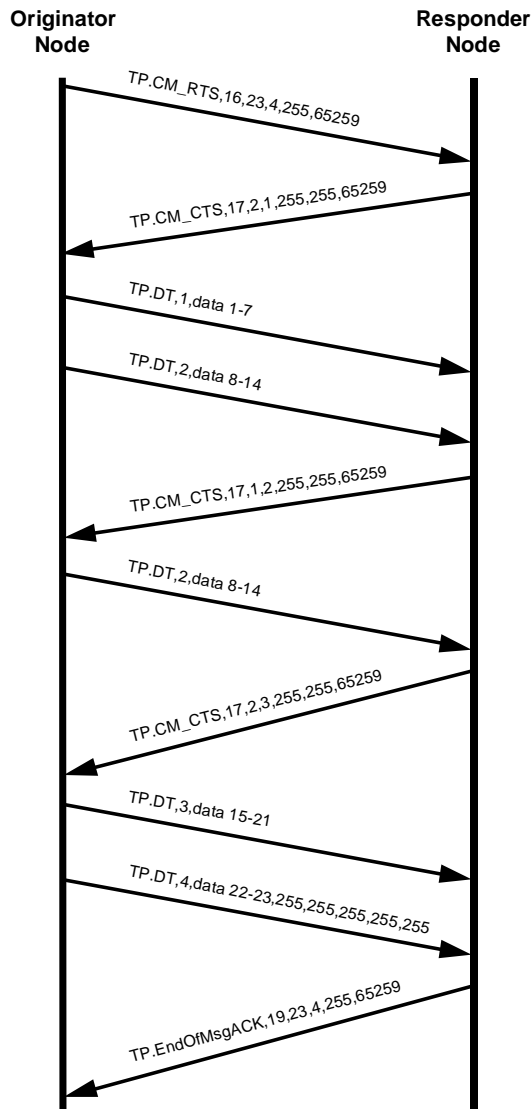 Originator Node
Responder Node
TP.CM_RTS,16,23,4,255,65259
TP.CM_CTS,17,2,1,255,255,65259
TP.DT,1,data 1-7
TP.DT,2,data 8-14
TP.CM_CTS,17,1,2,255,255,65259
TP.DT,2,data 8-14
TP.CM_CTS,17,2,3,255,255,65259
TP.DT,3,data 15-21
TP.DT,4,data 22-23,255,255,255,255,255
TP.EndOfMsgACK,19,23,4,255,65259